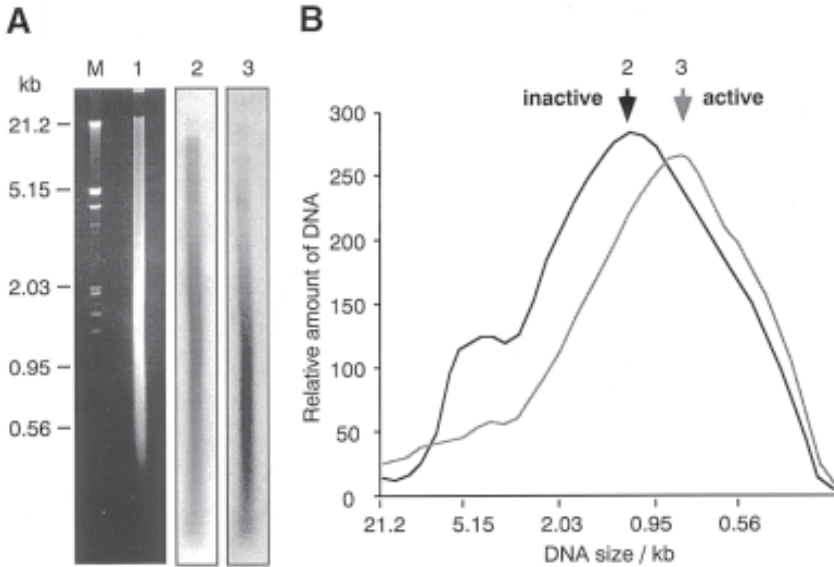 A
kb
M 1 2 3
21.2
5.15
2.03
0.95
0.56
B
2 3
inactive active
300
250
200
150
100
50
0
Relative amount of DNA
21.2 5.15 2.03 0.95 0.56
DNA size / kb